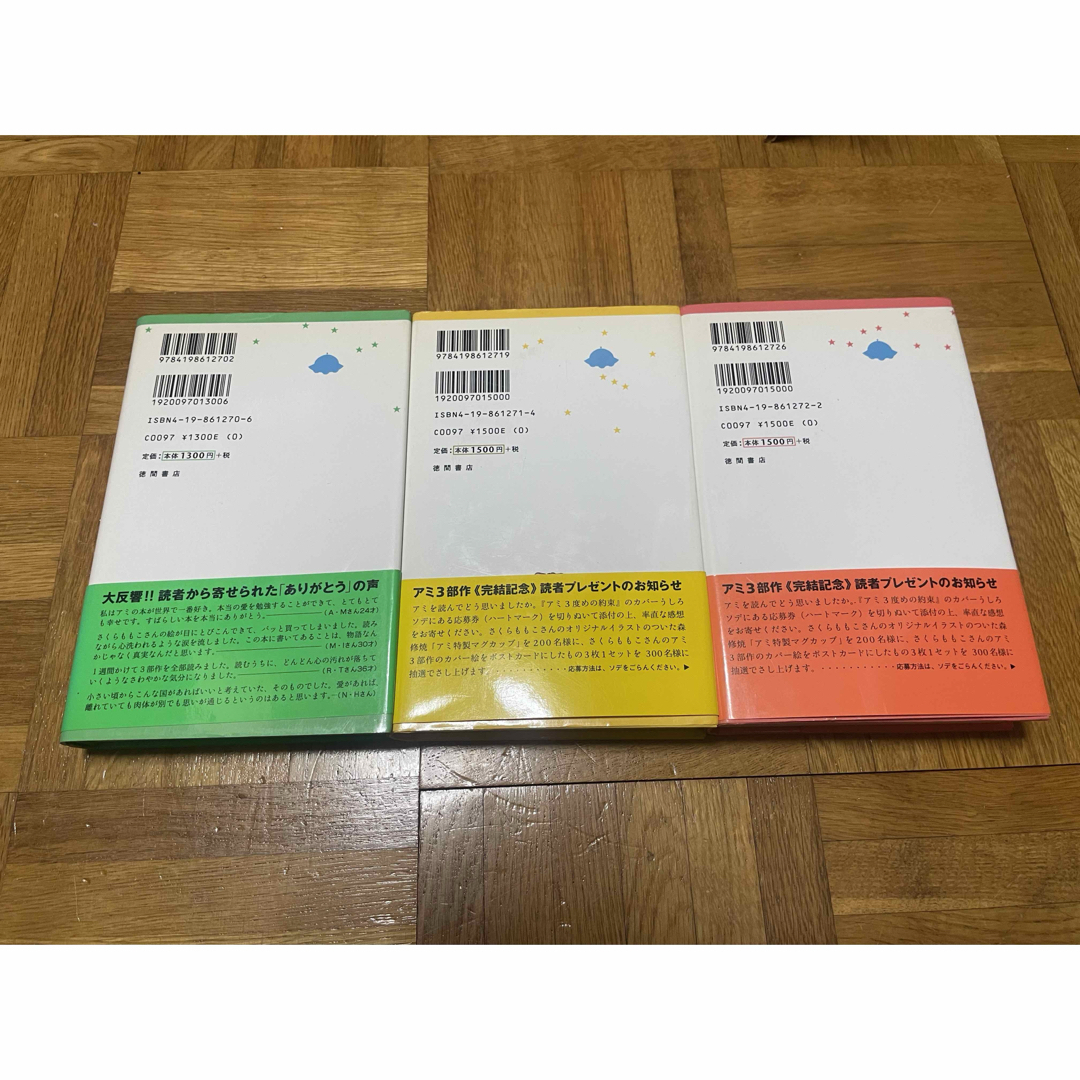 9784198612702
1920097013006
ISBN4-19-861270-6
C0097 ¥1300E (0)
定価:本体1300円+税
徳間書店
大反響!!読者から寄せられた「ありがとう」の声
私はアミの本が世界で一番好き。本当の愛を勉強することができて、とてもとて
も幸せです。すばらしい本を本当にありがとう。 (A・Mさん24才)
さくらももこさんの絵が目にとびこんできて、パッと買ってしまいました。読み
ながら心洗われるような涙を流しました。この本に書いてあることは、物語なん
かじゃなく真実なんだと思います。 (M・Iさん30才)
1週間かけて3部作を全部読みました。読むうちに、どんどん心の汚れが落ちて
いくようなさわやかな気分になりました。 (R・Tさん36才)
小さい頃からこんな国があればいいと考えていた、そのものでした。愛があれば、
離れていても肉体が別でも思いが通じるというのはあると思います。 (N・Hさん)
9784198612719
1920097015000
ISBN4-19-861271-4
C0097 ¥1500E (0)
定価:本体1500円+税
徳間書店
アミ3部作《完結記念》読者プレゼントのお知らせ
アミを読んでどう思いましたか。『アミ3度めの約束』のカバーうしろ
ソデにある応募券(ハートマーク)を切りぬいて添付の上、率直な感想
をお寄せください。さくらももこさんのオリジナルイラストのついた森
修焼「アミ特製マグカップ」を200名様に、さくらももこさんのアミ
3部作のカバー絵をポストカードにしたもの3枚1セットを300名様に
抽選でさし上げます。 ・・・・・応募方法は、ソデをごらんください。▶
9784198612726
1920097015000
ISBN4-19-861272-2
C0097 ¥1500E (0)
定価:本体1500円+税
徳間書店
アミ3部作《完結記念》読者プレゼントのお知らせ
アミを読んでどう思いましたか。『アミ3度めの約束』のカバーうしろ
ソデにある応募券(ハートマーク)を切りぬいて添付の上、率直な感想
をお寄せください。さくらももこさんのオリジナルイラストのついた森
修焼「アミ特製マグカップ」を200名様に、さくらももこさんのアミ
3部作のカバー絵をポストカードにしたもの3枚1セットを300名様に
抽選でさし上げます。 ・・・・・・・・・・・応募方法は、ソデをごらんください。▶